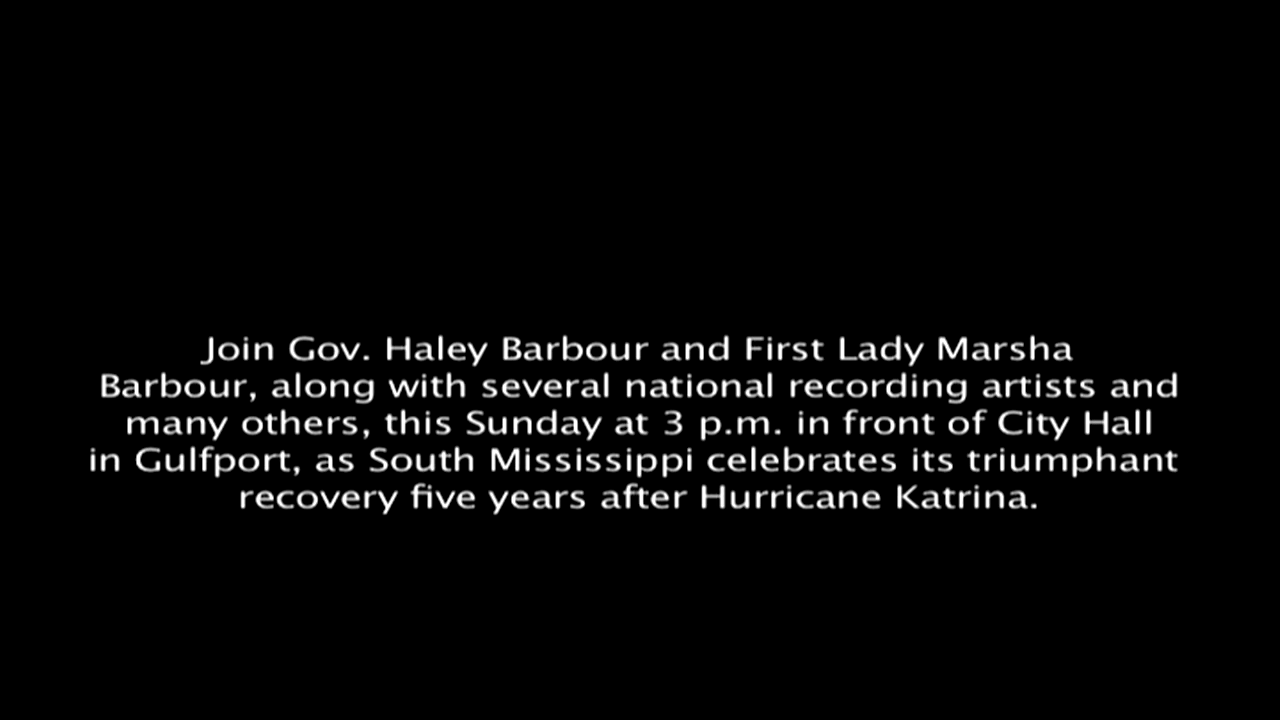 Join Gov. Haley Barbour and First Lady Marsha
Barbour, along with several national recording artists and
many others, this Sunday at 3 p.m. in front of City Hall
in Gulfport, as South Mississippi celebrates its triumphant
recovery five years after Hurricane Katrina.